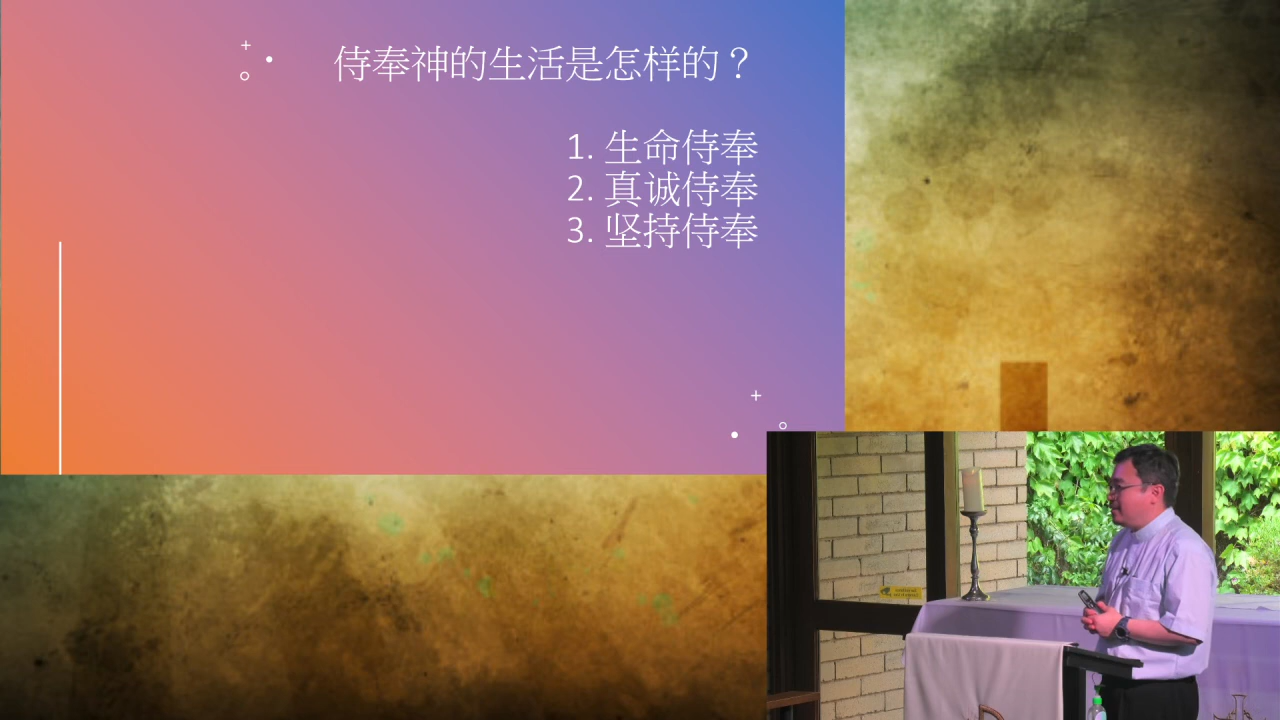 侍奉神的生活是怎样的？
1. 生命侍奉
2. 真诚侍奉
3. 坚持侍奉